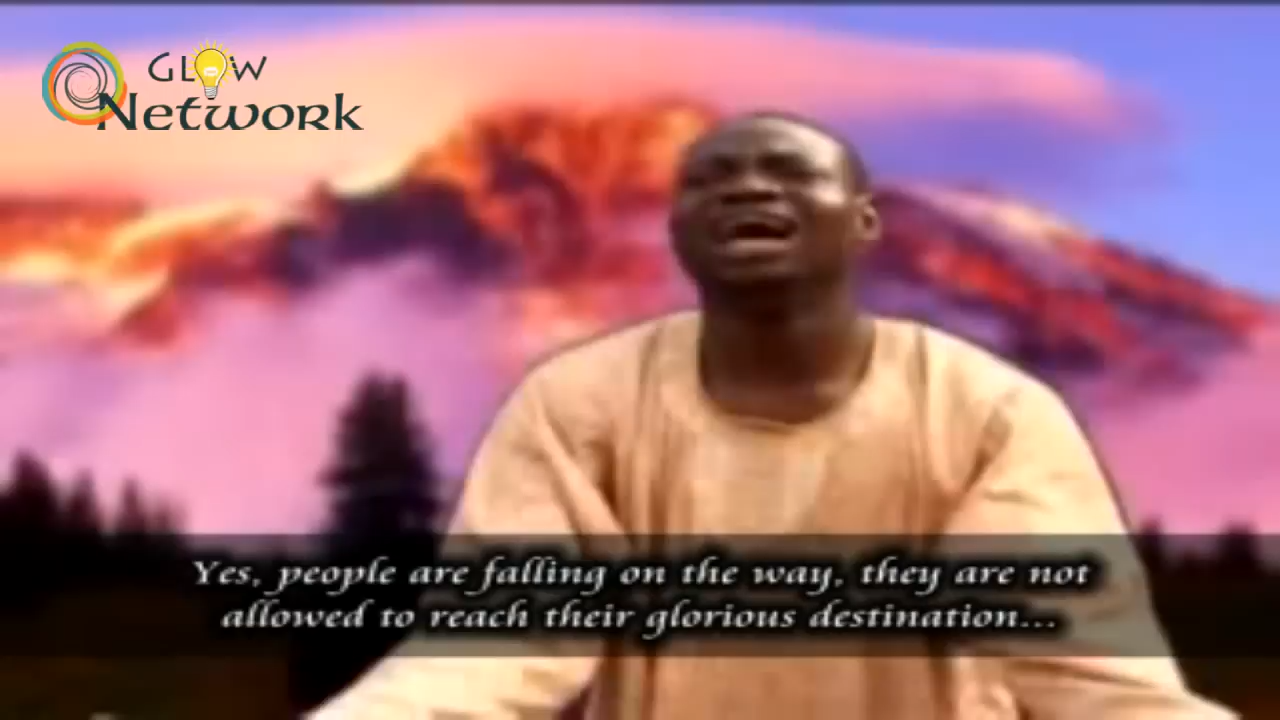 GLOW
Network
Yes, people are falling on the way, they are not
allowed to reach their glorious destination...